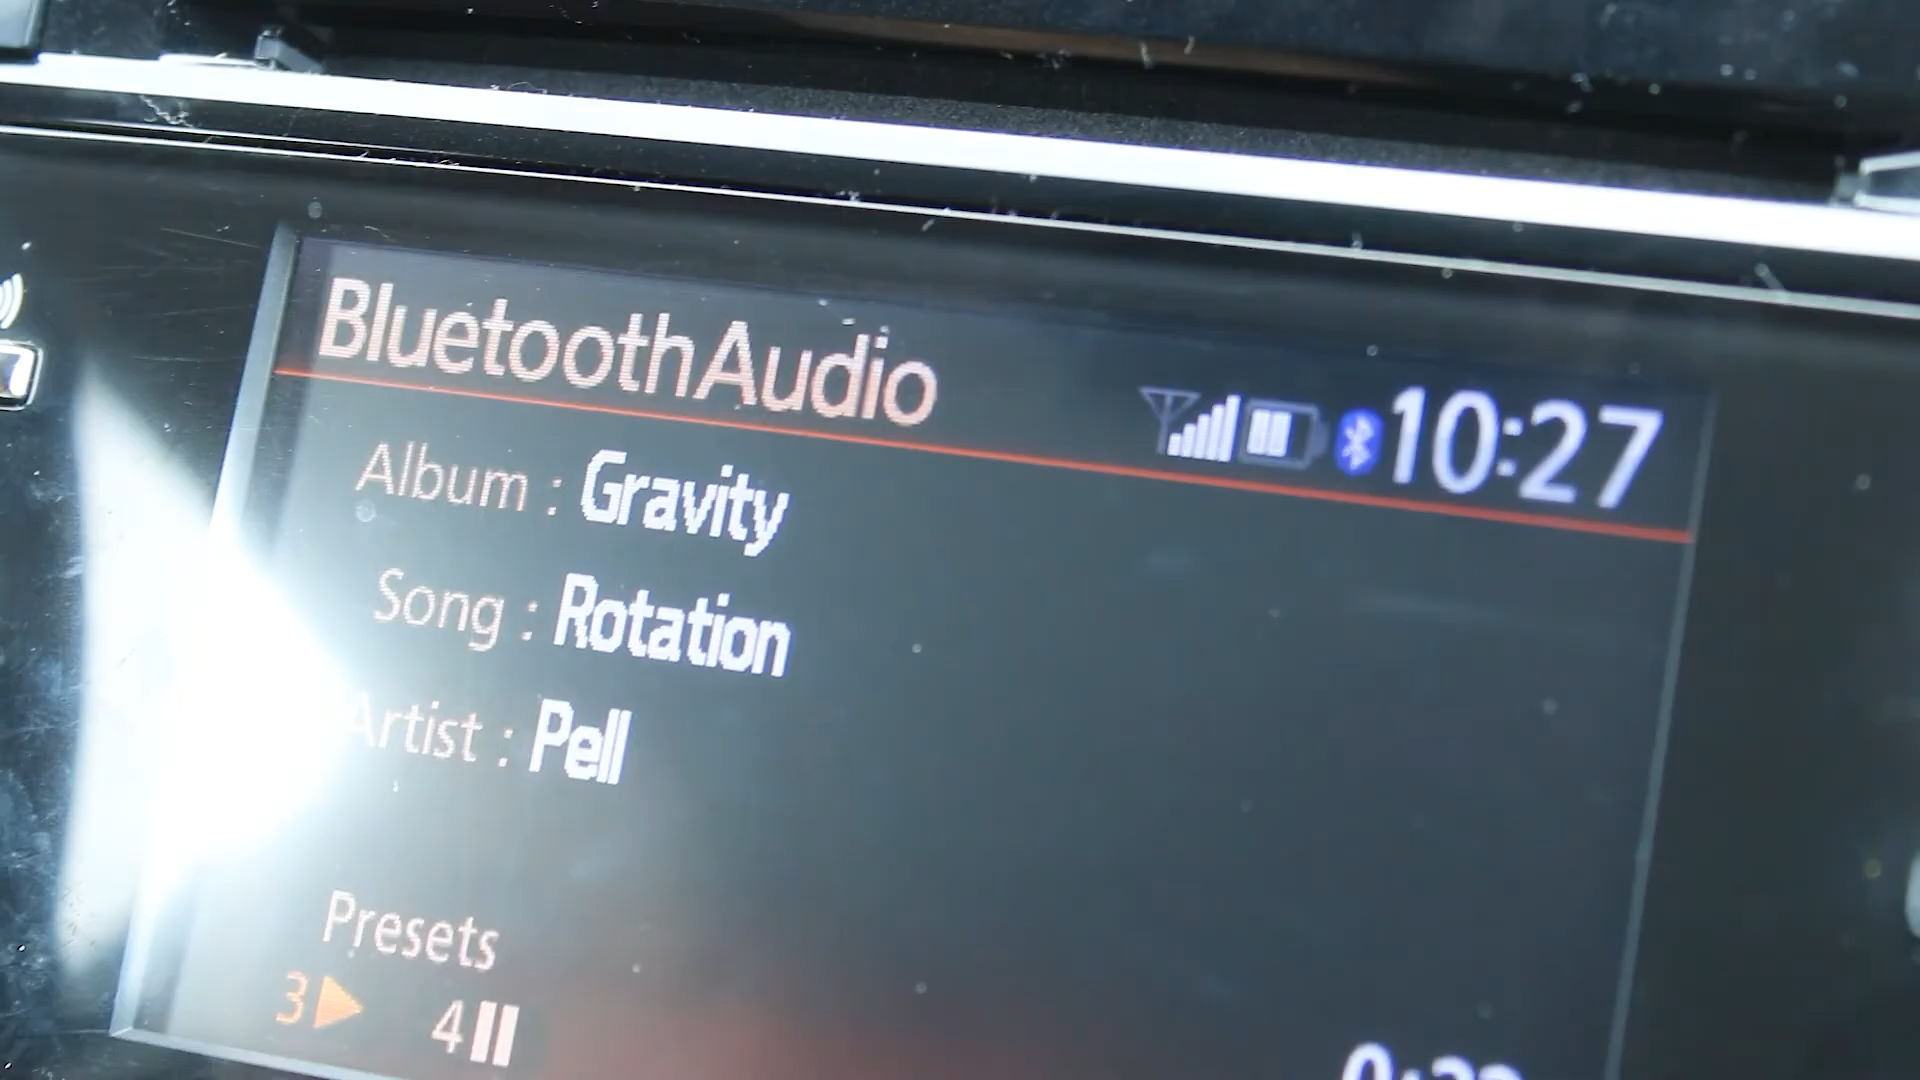 BluetoothAudio 10:27
Album : Gravity
Song : Rotation
Artist : Pell
Presets
3 4